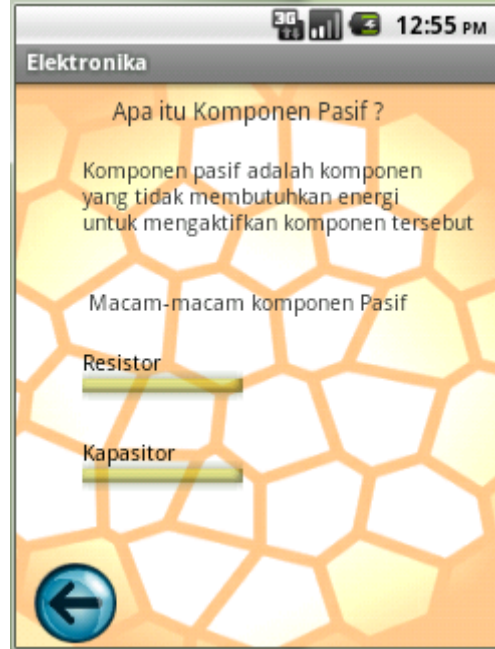 3G 12:55 PM
Elektronika
Apa itu Komponen Pasif ?
Komponen pasif adalah komponen
yang tidak membutuhkan energi
untuk mengaktifkan komponen tersebut
Macam-macam komponen Pasif
Resistor
Kapasitor